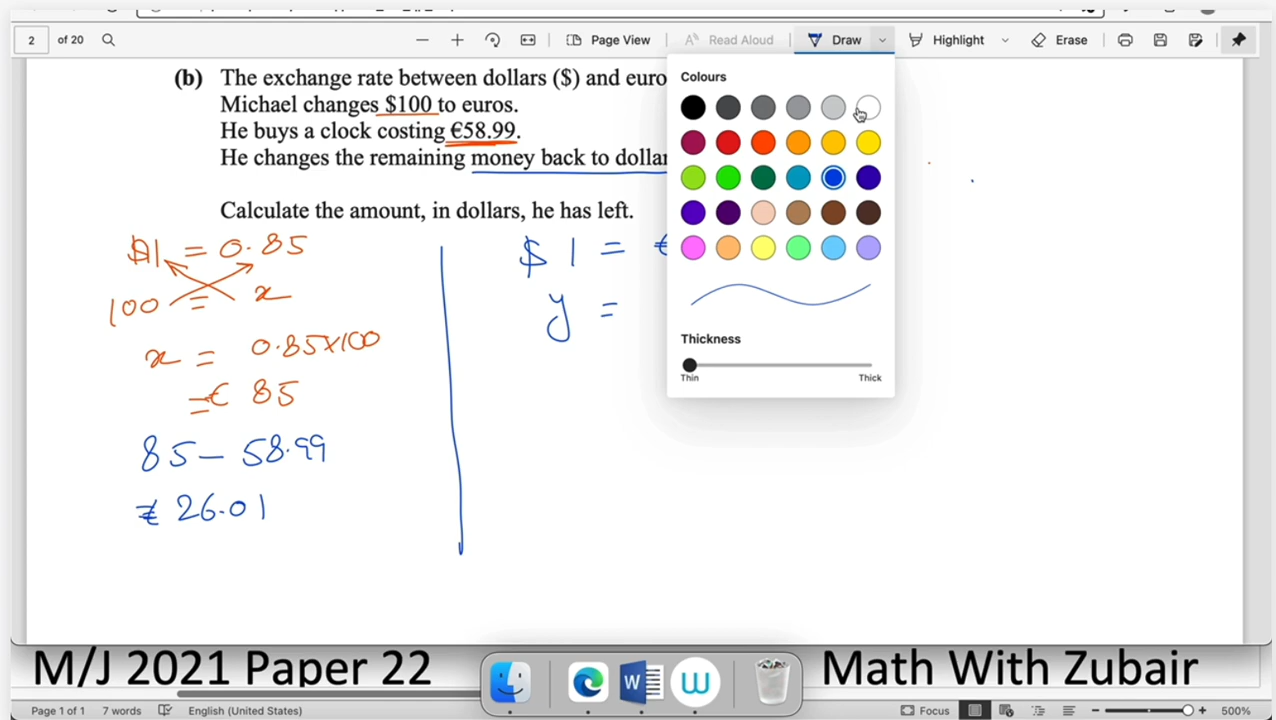 2 of 20 Page View Read Aloud Draw Highlight Erase
(b) The exchange rate between dollars ($) and euro
Michael changes $100 to euros.
He buys a clock costing €58.99.
He changes the remaining money back to dollar
Calculate the amount, in dollars, he has left.
$1 = 0.85
100 = x
x = 0.85×100
= € 85
85 - 58.99
€ 26.01
$ 1 = €
y =
Colours
Thickness
Thin Thick
M/J 2021 Paper 22
Math With Zubair
W
Page 1 of 1 7 words English (United States) Focus 500%